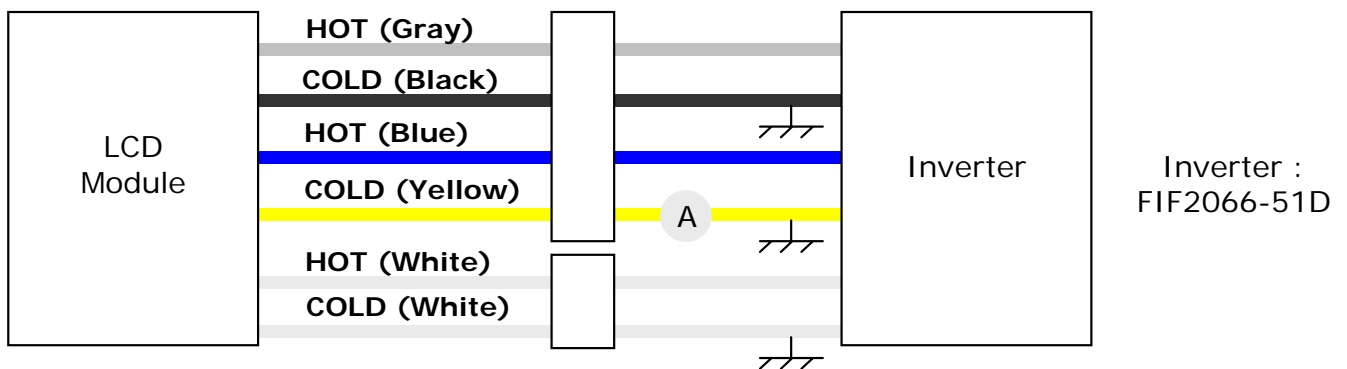 HOT (Gray)
COLD (Black)
HOT (Blue)
COLD (Yellow)
HOT (White)
COLD (White)
LCD
Module
A
Inverter
Inverter :
FIF2066-51D